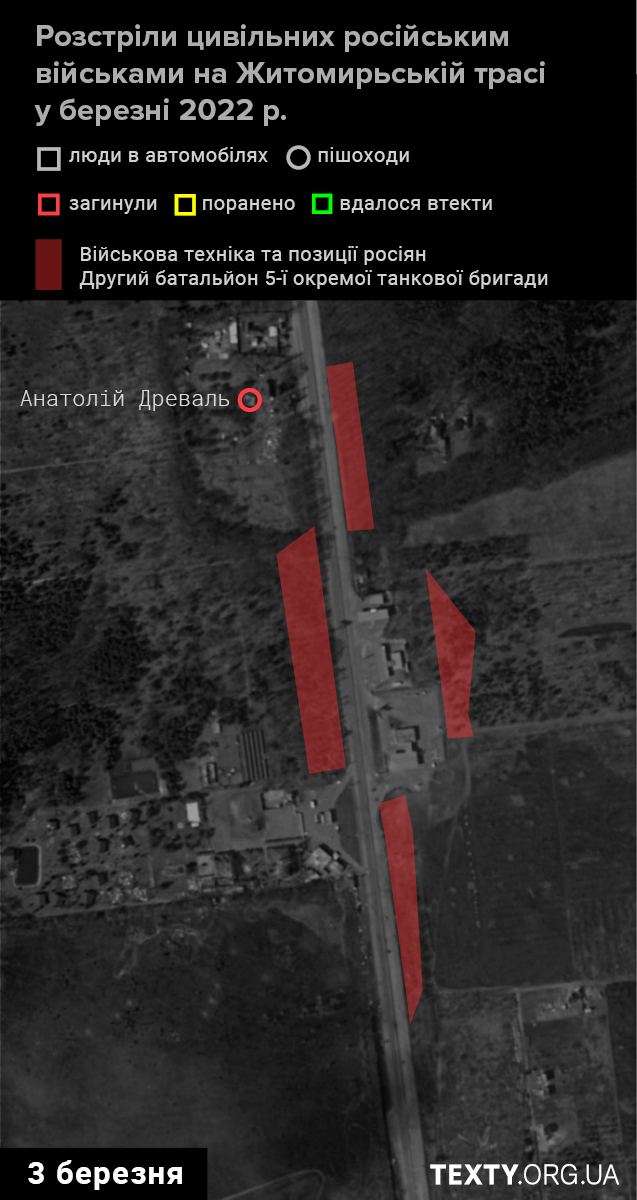 Розстріли цивільних російським
військами на Житомирьській трасі
у березні 2022 р.
люди в автомобілях пішоходи
загинули поранено вдалося втекти
Військова техніка та позиції росіян
Другий батальйон 5-ї окремої танкової бригади
Анатолій Древаль
3 березня
TEXTY.ORG.UA